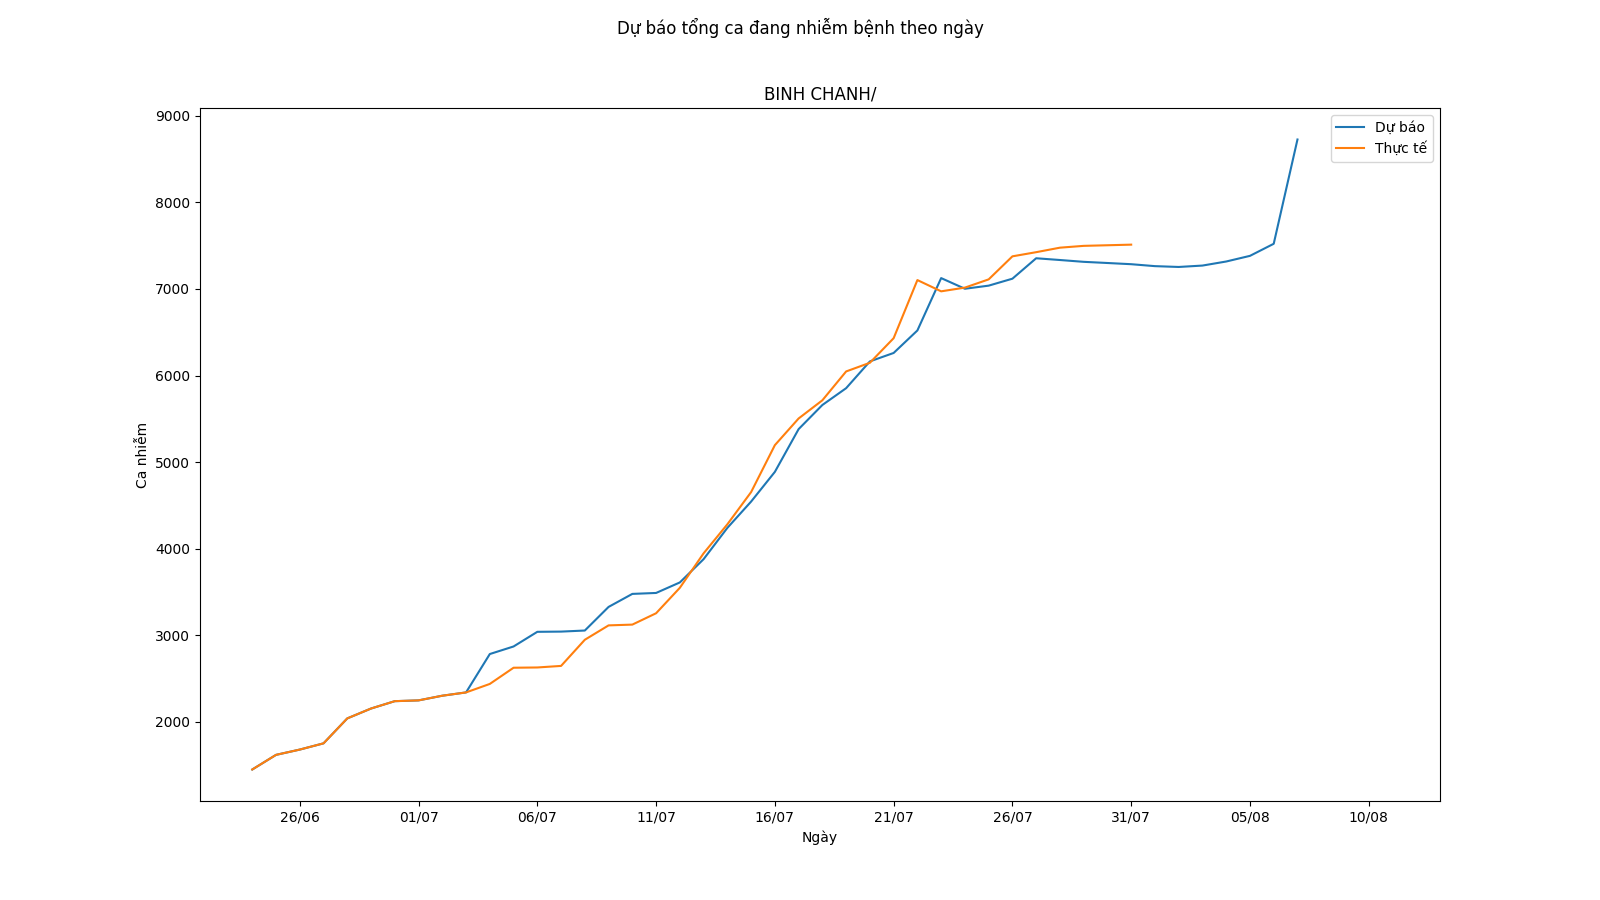 Dự báo tổng ca đang nhiễm bệnh theo ngày
BINH CHANH/
Dự báo
Thực tế
9000
8000
7000
6000
5000
4000
3000
2000
Ca nhiễm
26/06 01/07 06/07 11/07 16/07 21/07 26/07 31/07 05/08 10/08
Ngày